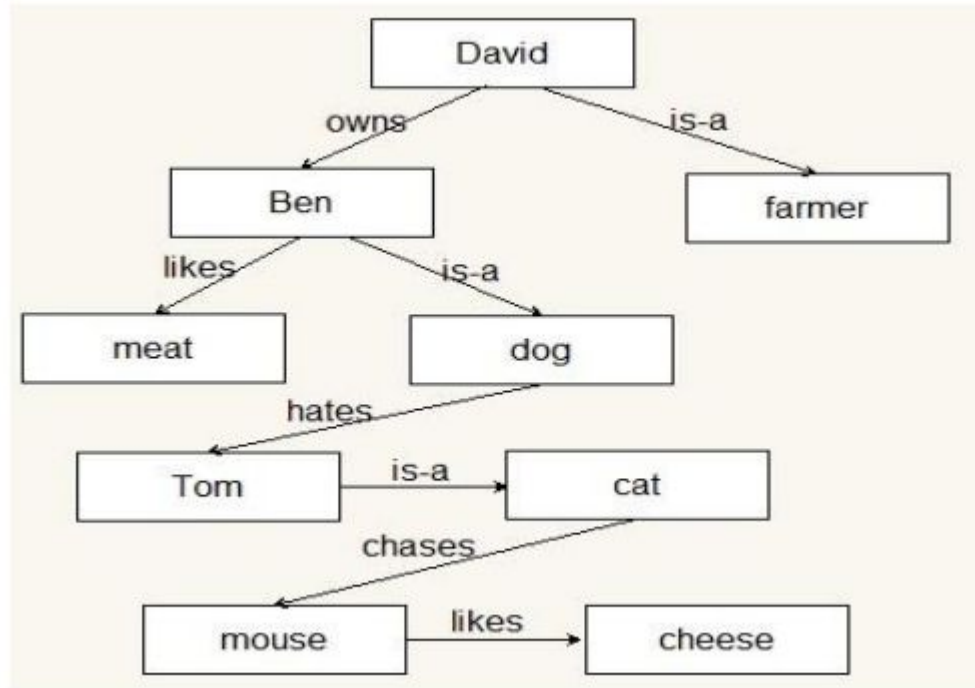 David
owns
is-a
Ben
farmer
likes
is-a
meat
dog
hates
Tom
is-a
cat
chases
mouse
likes
cheese